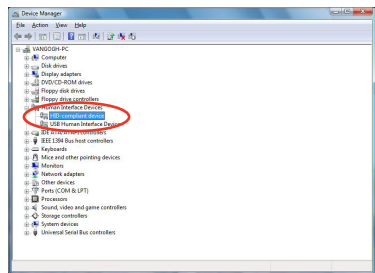 Device Manager
File Action View Help
VANGOGH-PC
Computer
Disk drives
Display adapters
DVD/CD-ROM drives
Floppy disk drives
Floppy drive controllers
Human Interface Devices
HID-compliant device
USB Human Interface Device
IDE ATA/ATAPI controllers
IEEE 1394 Bus host controllers
Keyboards
Mice and other pointing devices
Monitors
Network adapters
Other devices
Ports (COM & LPT)
Processors
Sound, video and game controllers
Storage controllers
System devices
Universal Serial Bus controllers